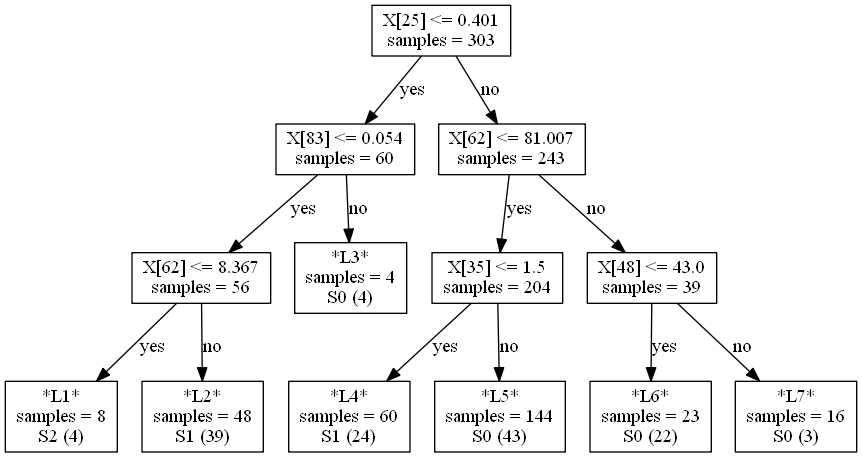 X[25] <= 0.401
samples = 303
yes
no
X[83] <= 0.054
samples = 60
X[62] <= 81.007
samples = 243
yes
no
yes
no
X[62] <= 8.367
samples = 56
*L3*
samples = 4
S0 (4)
X[35] <= 1.5
samples = 204
X[48] <= 43.0
samples = 39
yes
no
yes
no
yes
no
*L1*
samples = 8
S2 (4)
*L2*
samples = 48
S1 (39)
*L4*
samples = 60
S1 (24)
*L5*
samples = 144
S0 (43)
*L6*
samples = 23
S0 (22)
*L7*
samples = 16
S0 (3)